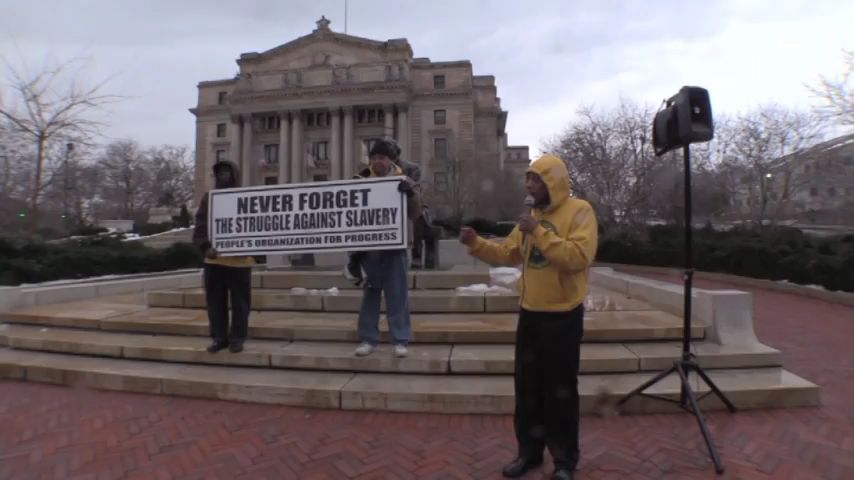 NEVER FORGET
THE STRUGGLE AGAINST SLAVERY
PEOPLE'S ORGANIZATION FOR PROGRESS